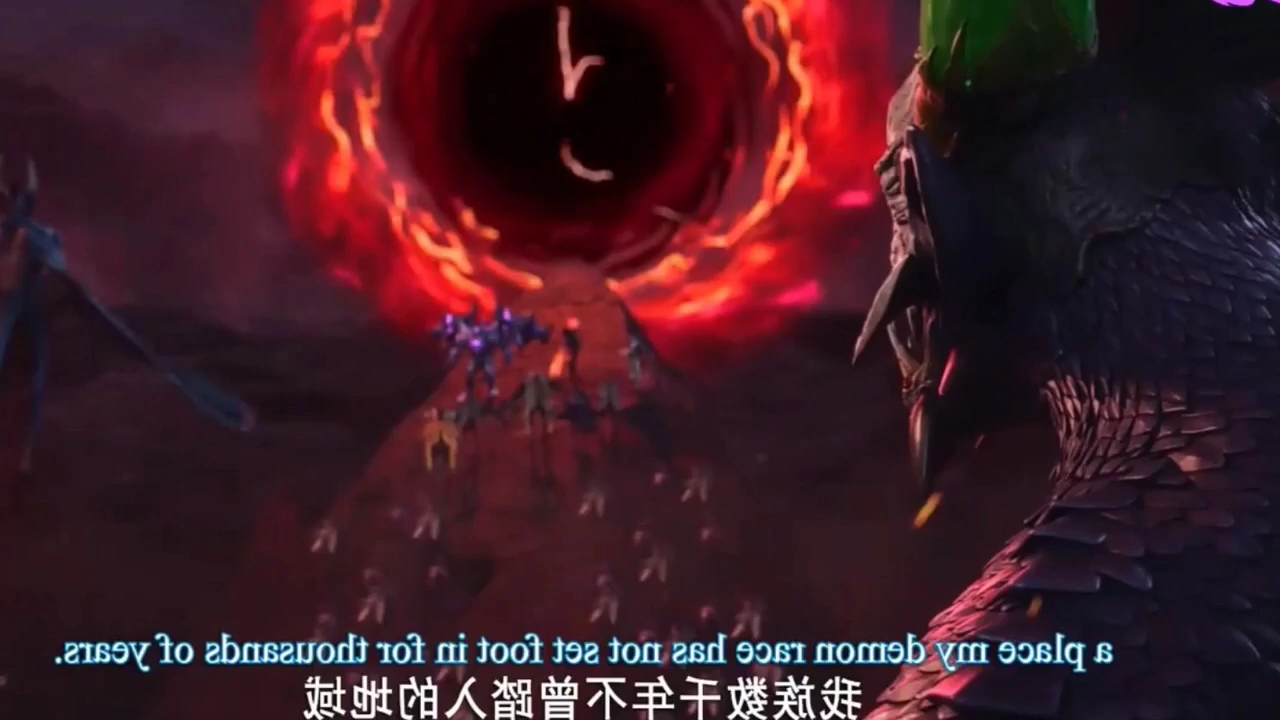 a place my demon race has not set foot in for thousands of years.
我族数千年不曾踏入的地域